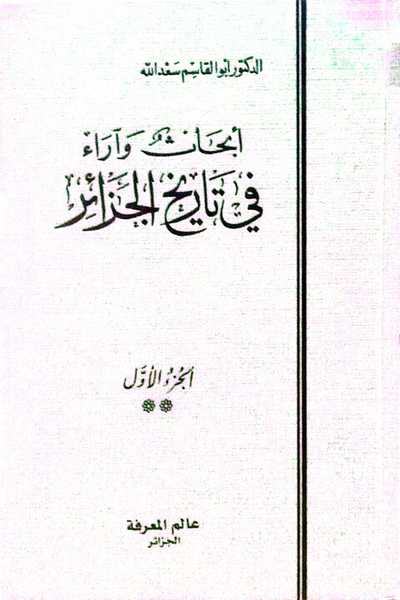 الدكتور أبو القاسم سعد الله
أبحاث وآراء
في تاريخ الجزائر
الجزء الأول
عالم المعرفة
الجزائر